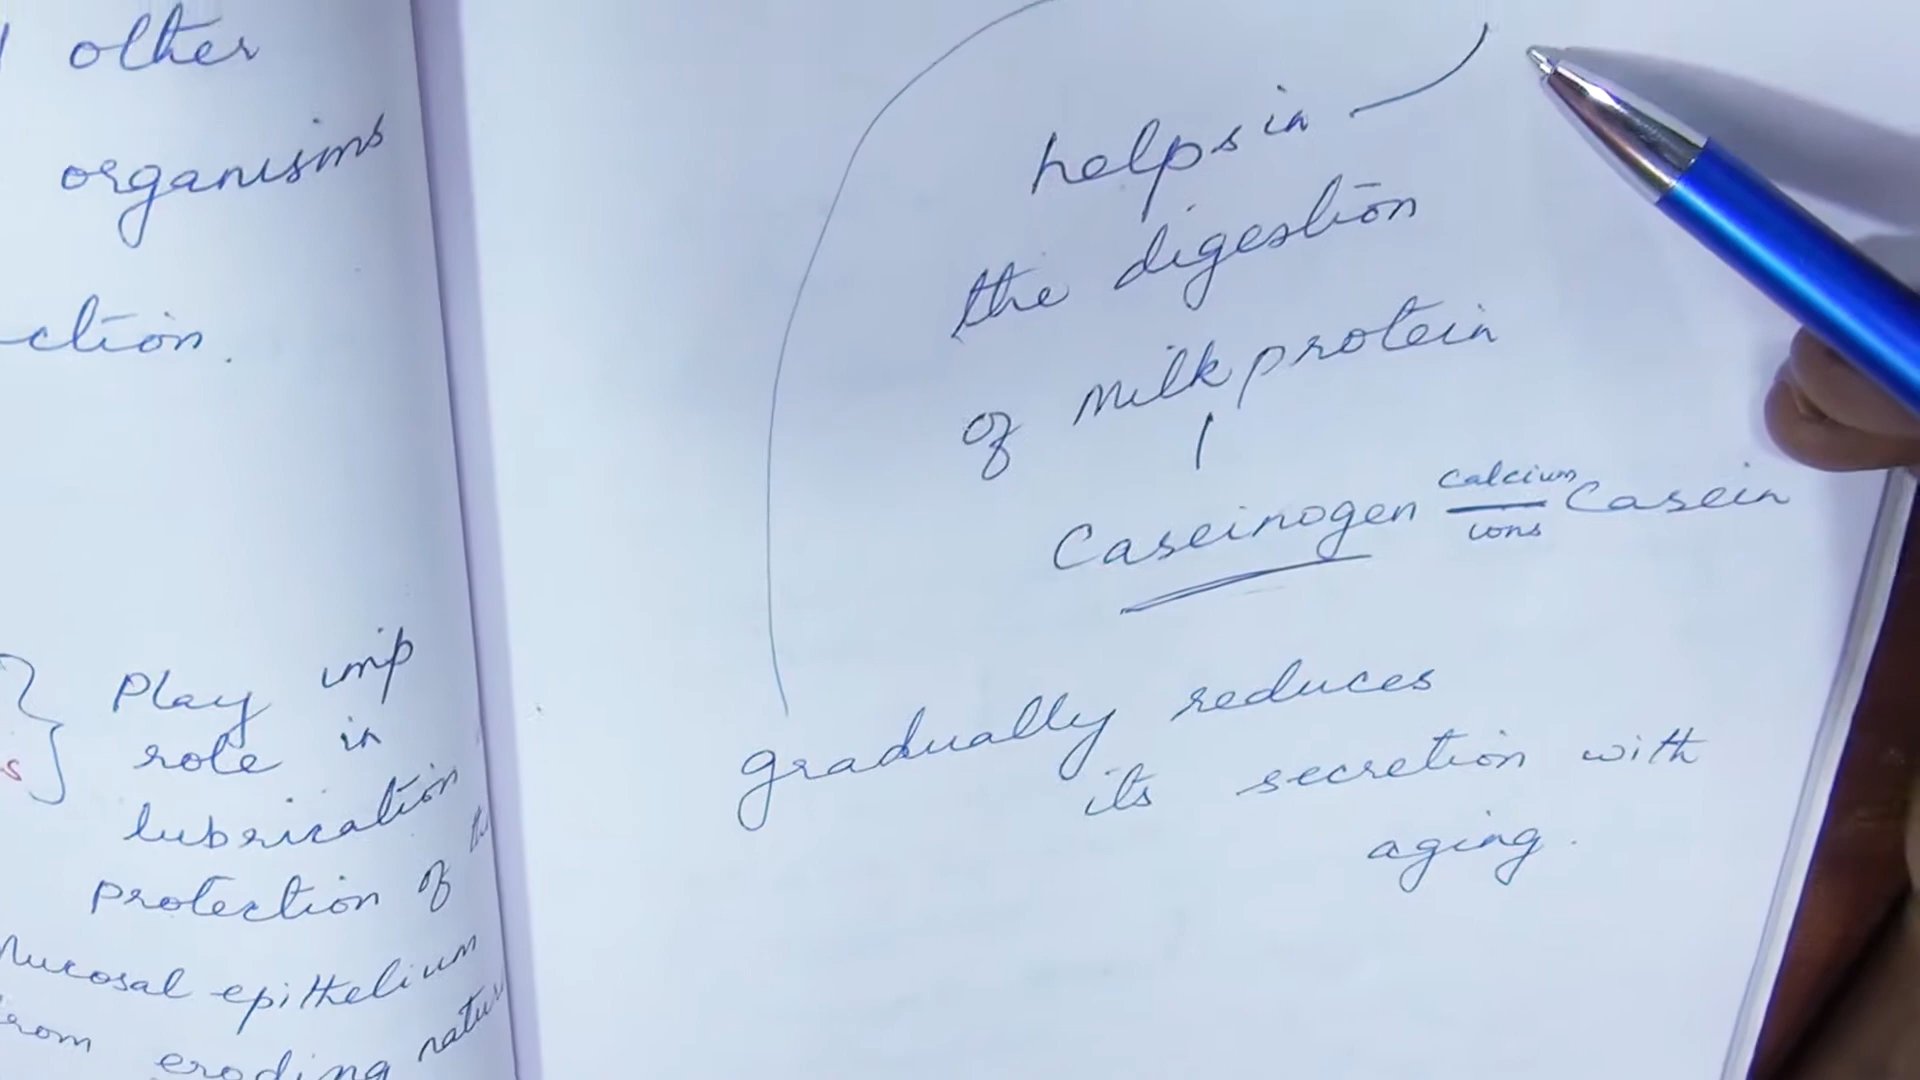 other
organisms
ction.
Play imp
role in
lubrication
protection of
Mucosal epithelium
from eroding
helps in
the digestion
of milk protein
Caseinogen calcium ions Casein
gradually reduces
its secretion with
aging.